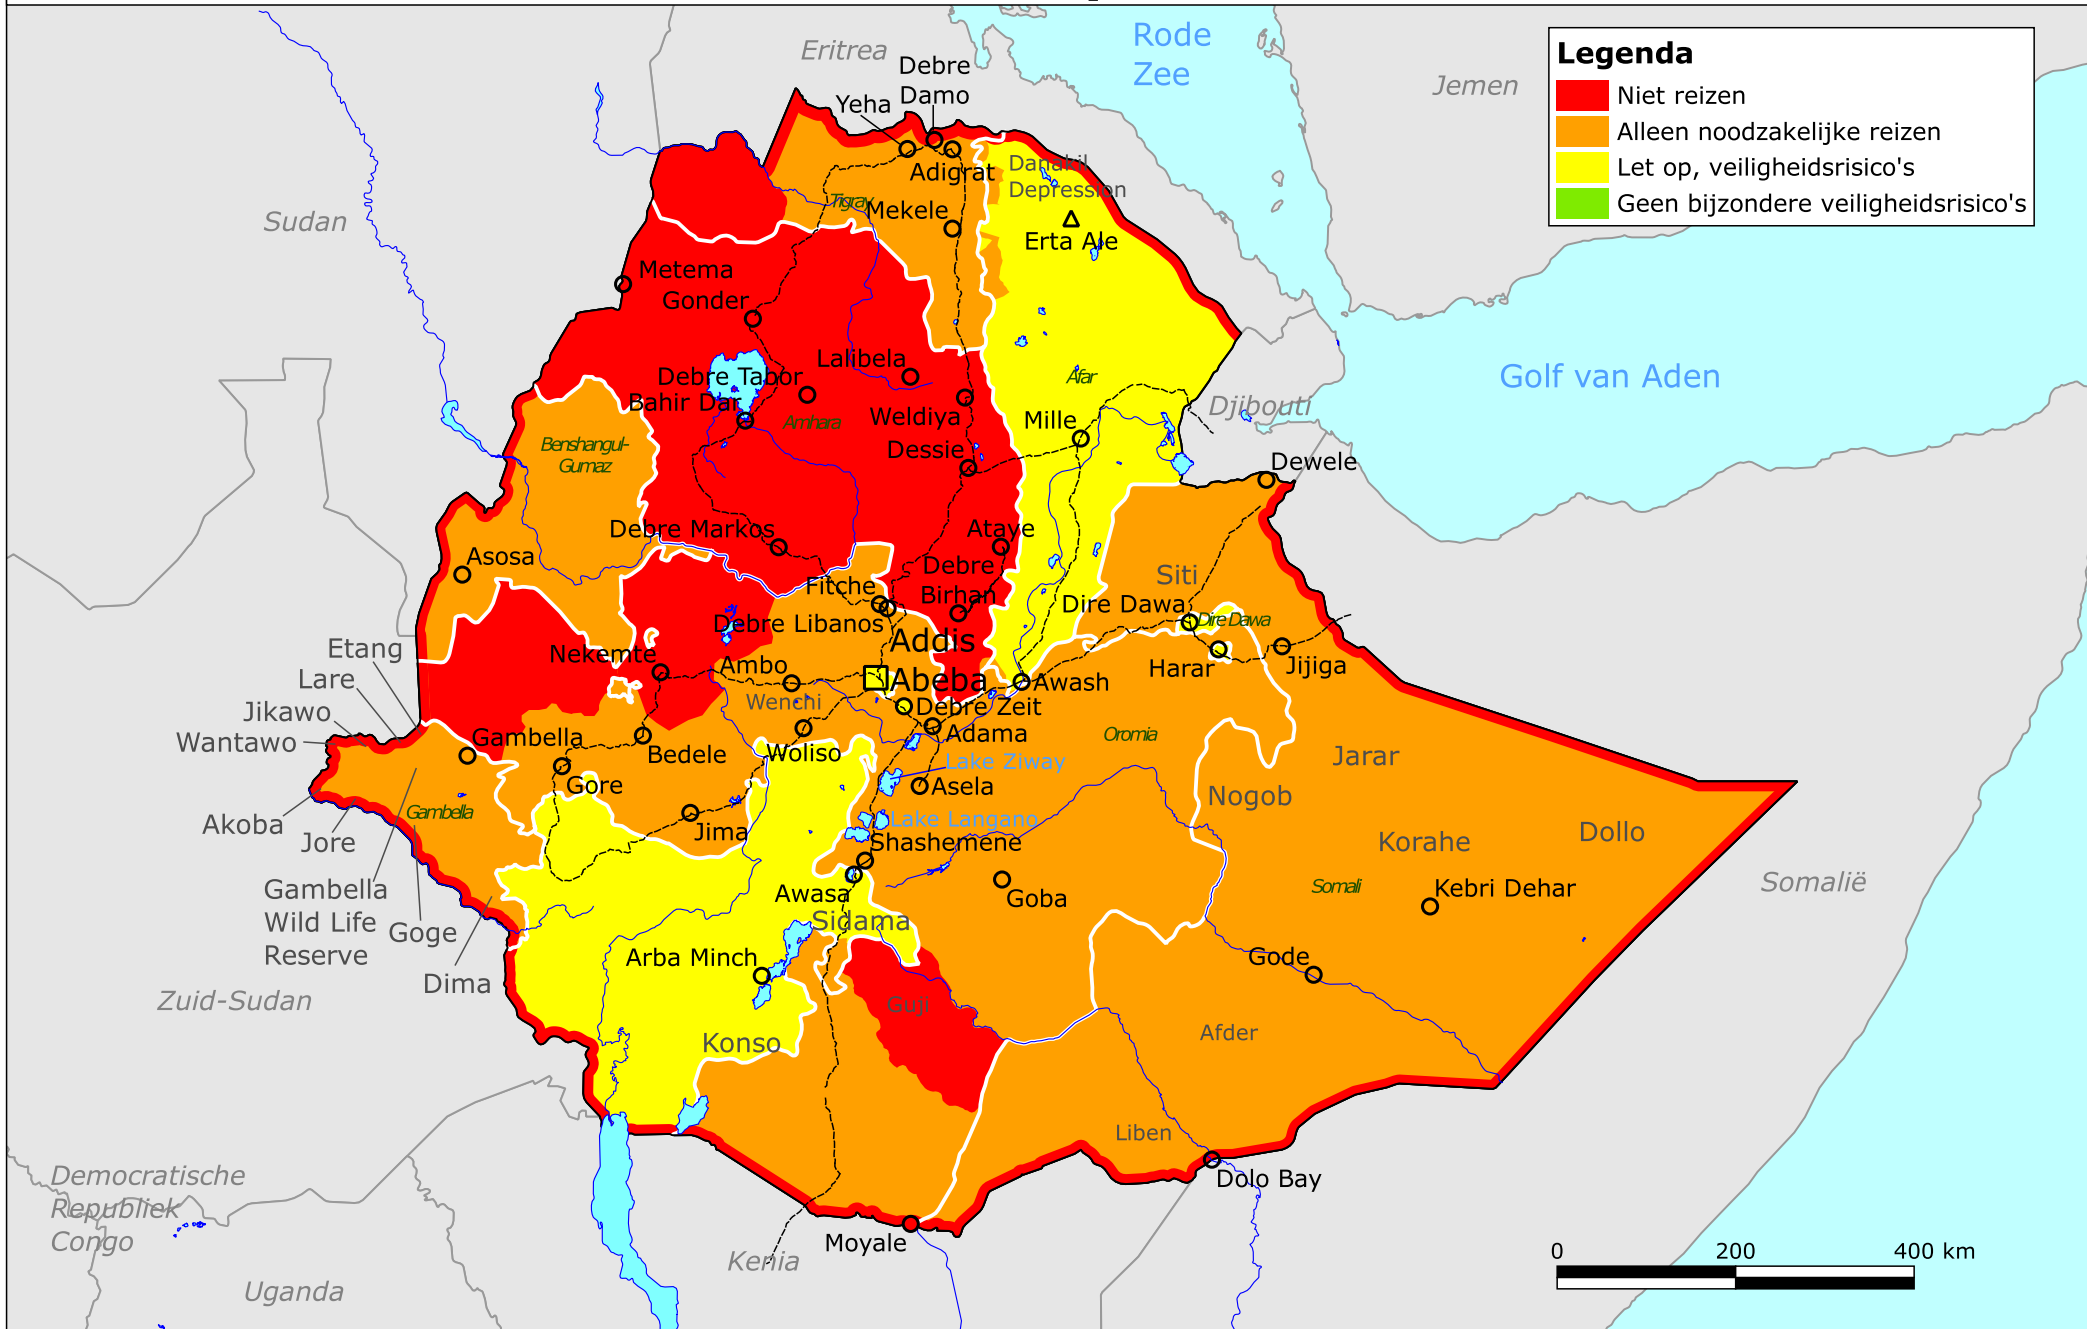 Rode
Zee
Eritrea
Debre
Damo
Yeha
Jemen
Legenda
Niet reizen
Alleen noodzakelijke reizen
Let op, veiligheidsrisico's
Geen bijzondere veiligheidsrisico's
Adigrat
Danakil
Depression
Tigray
Mekele
Sudan
Erta Ale
Metema
Gonder
Lalibela
Debre Tabor
Afar
Golf van Aden
Bahir Dar
Amhara
Weldiya
Mille
Djibouti
Benshangul-
Gumaz
Dessie
Dewele
Debre Markos
Ataye
Asosa
Debre
Birhan
Siti
Fitche
Dire Dawa
Dire Dawa
Debre Libanos
Addis
Abeba
Etang
Nekemte
Ambo
Harar
Jijiga
Lare
Awash
Wenchi
Debre Zeit
Jikawo
Wantawo
Gambella
Bedele
Woliso
Adama
Oromia
Jarar
Lake Ziway
Gore
Asela
Nogob
Gambella
Akoba
Jore
Jima
Lake Langano
Shashemene
Korahe
Dollo
Gambella
Wild Life
Reserve
Goge
Awasa
Goba
Somali
Kebri Dehar
Somalië
Sidama
Dima
Arba Minch
Gode
Zuid-Sudan
Guji
Konso
Afder
Liben
Democratische
Republiek
Congo
Dolo Bay
Moyale
Kenia
Uganda
0 200 400 km